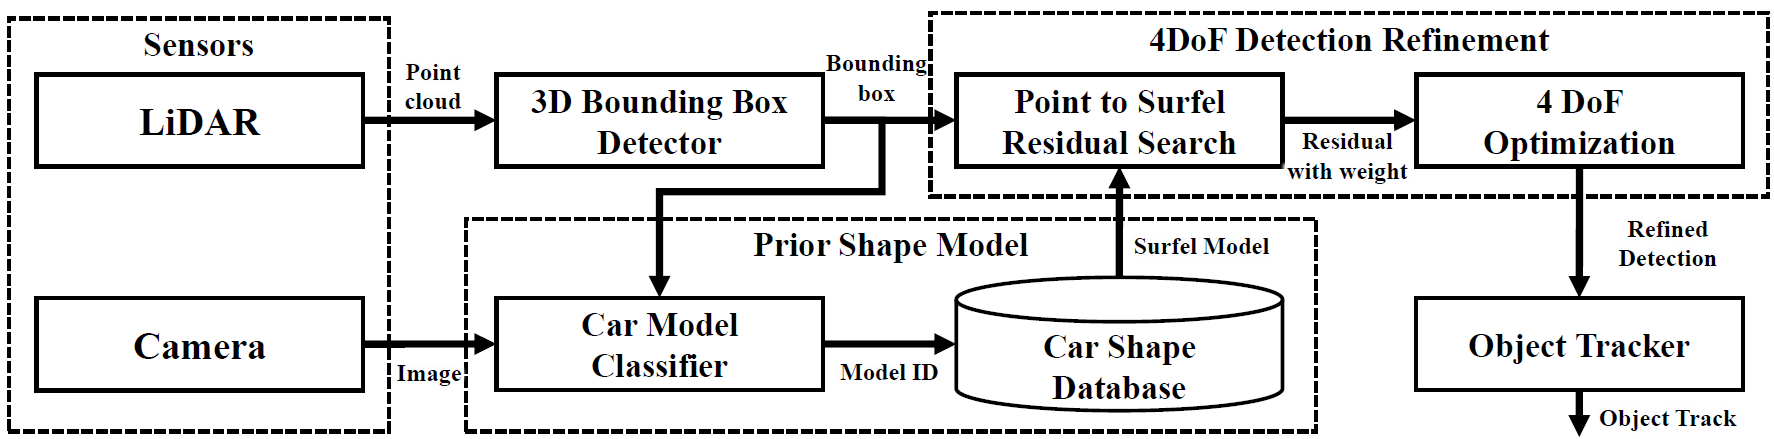 Sensors
LiDAR
Point
cloud
3D Bounding Box
Detector
Bounding
box
4DoF Detection Refinement
Point to Surfel
Residual Search
Residual
with weight
4 DoF
Optimization
Camera
Image
Prior Shape Model
Car Model
Classifier
Model ID
Surfel Model
Car Shape
Database
Refined
Detection
Object Tracker
Object Track